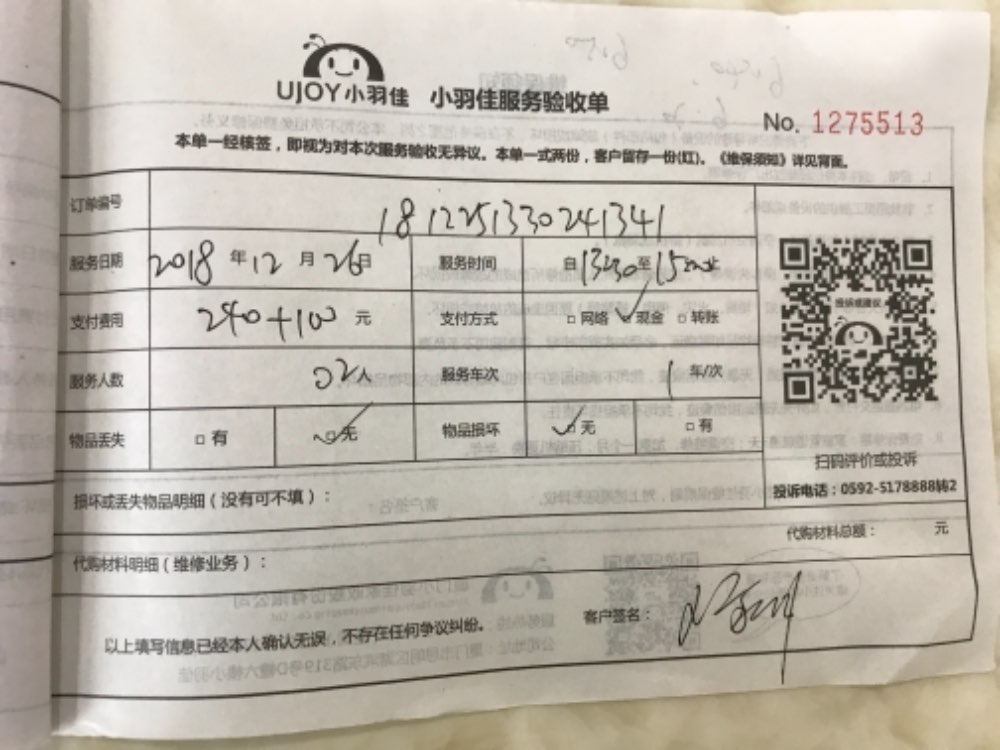 UJOY小羽佳 小羽佳服务验收单
No. 1275513
本单一经核签，即视为对本次服务验收无异议。本单一式两份，客户留存一份(红)。《维保须知》详见背面。
订单编号 1812251330241341
服务日期 2018 年 12 月 26 日 服务时间 自 1330 至 15 止
支付费用 240+100 元 支付方式 □ 网络 ☑ 现金 □ 转账
服务人数 02 人 服务车次 1 车/次
物品丢失 □ 有 ☑ 无 物品损坏 ☑ 无 □ 有
投诉或建议
扫码评价或投诉
投诉电话：0592-5178888转2
损坏或丢失物品明细（没有可不填）：
代购材料总额： 元
代购材料明细（维修业务）：
客户签名：
以上填写信息已经本人确认无误，不存在任何争议纠纷。